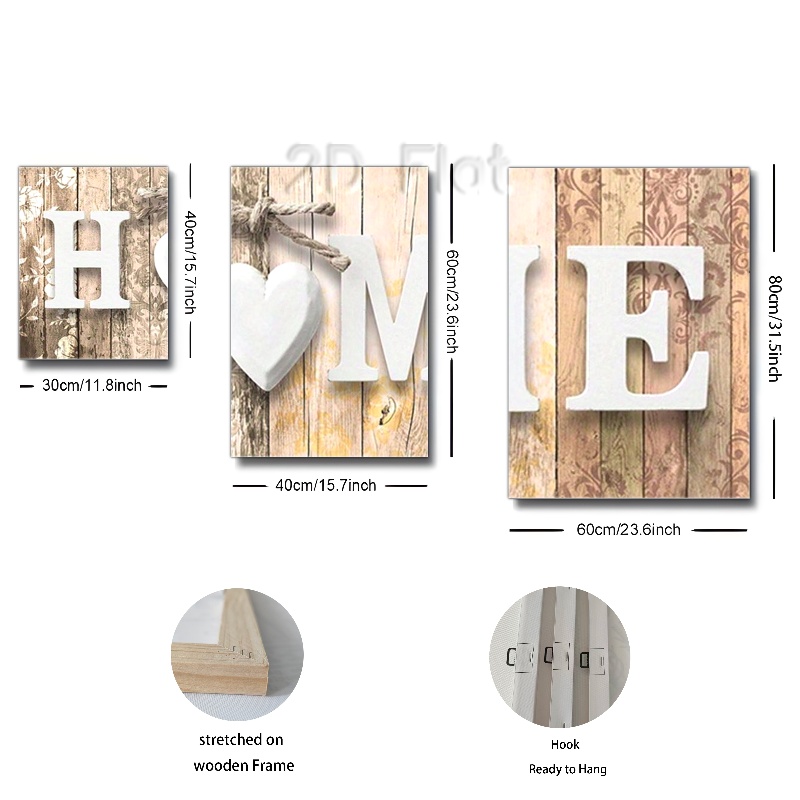 2D Flat
H
40cm/15.7inch
30cm/11.8inch
M
60cm/23.6inch
40cm/15.7inch
E
80cm/31.5inch
60cm/23.6inch
stretched on
wooden Frame
Hook
Ready to Hang